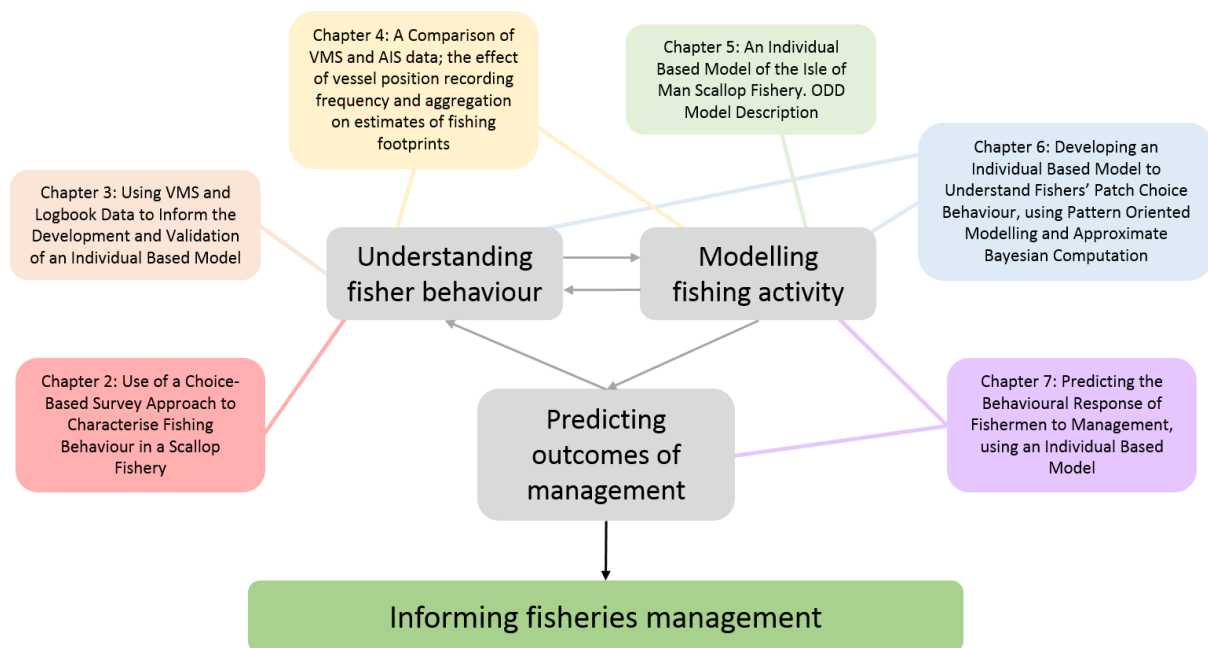 Chapter 4: A Comparison of
VMS and AIS data; the effect
of vessel position recording
frequency and aggregation
on estimates of fishing
footprints
Chapter 5: An Individual
Based Model of the Isle of
Man Scallop Fishery. ODD
Model Description
Chapter 3: Using VMS and
Logbook Data to Inform the
Development and Validation
of an Individual Based Model
Chapter 6: Developing an
Individual Based Model to
Understand Fishers’ Patch Choice
Behaviour, using Pattern Oriented
Modelling and Approximate
Bayesian Computation
Understanding
fisher behaviour
Modelling
fishing activity
Chapter 2: Use of a Choice-
Based Survey Approach to
Characterise Fishing
Behaviour in a Scallop
Fishery
Predicting
outcomes of
management
Chapter 7: Predicting the
Behavioural Response of
Fishermen to Management,
using an Individual Based
Model
Informing fisheries management